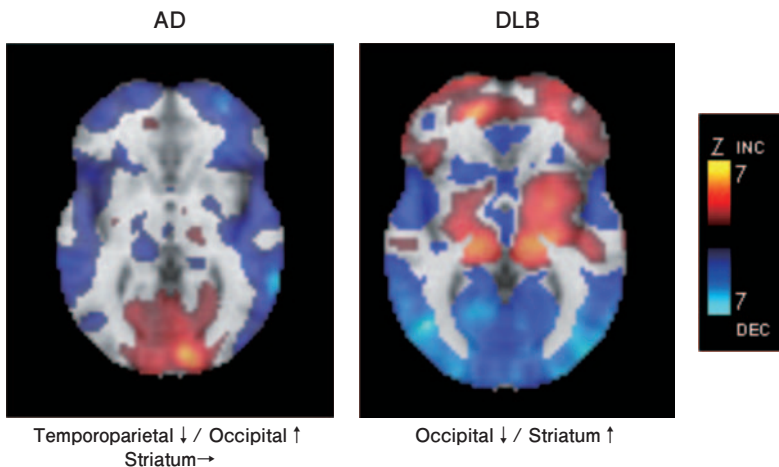 AD
DLB
Z INC
7
7
DEC
Temporoparietal ↓ / Occipital ↑
Striatum→
Occipital ↓ / Striatum ↑